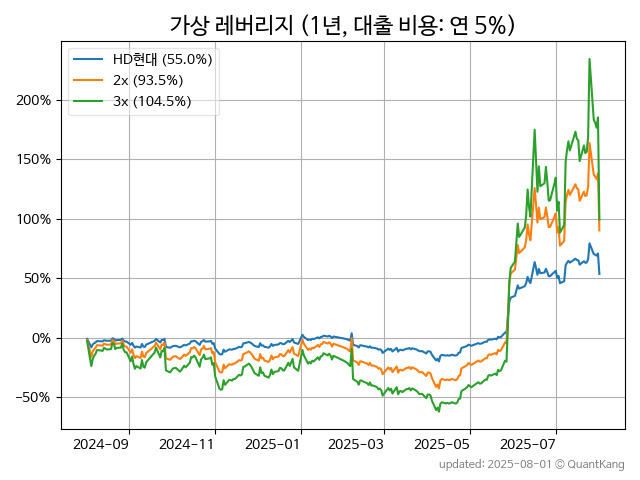 가상 레버리지 (1년, 대출 비용: 연 5%)
HD현대 (55.0%)
2x (93.5%)
3x (104.5%)
200%
150%
100%
50%
0%
−50%
2024-09 2024-11 2025-01 2025-03 2025-05 2025-07
updated: 2025-08-01 © QuantKang